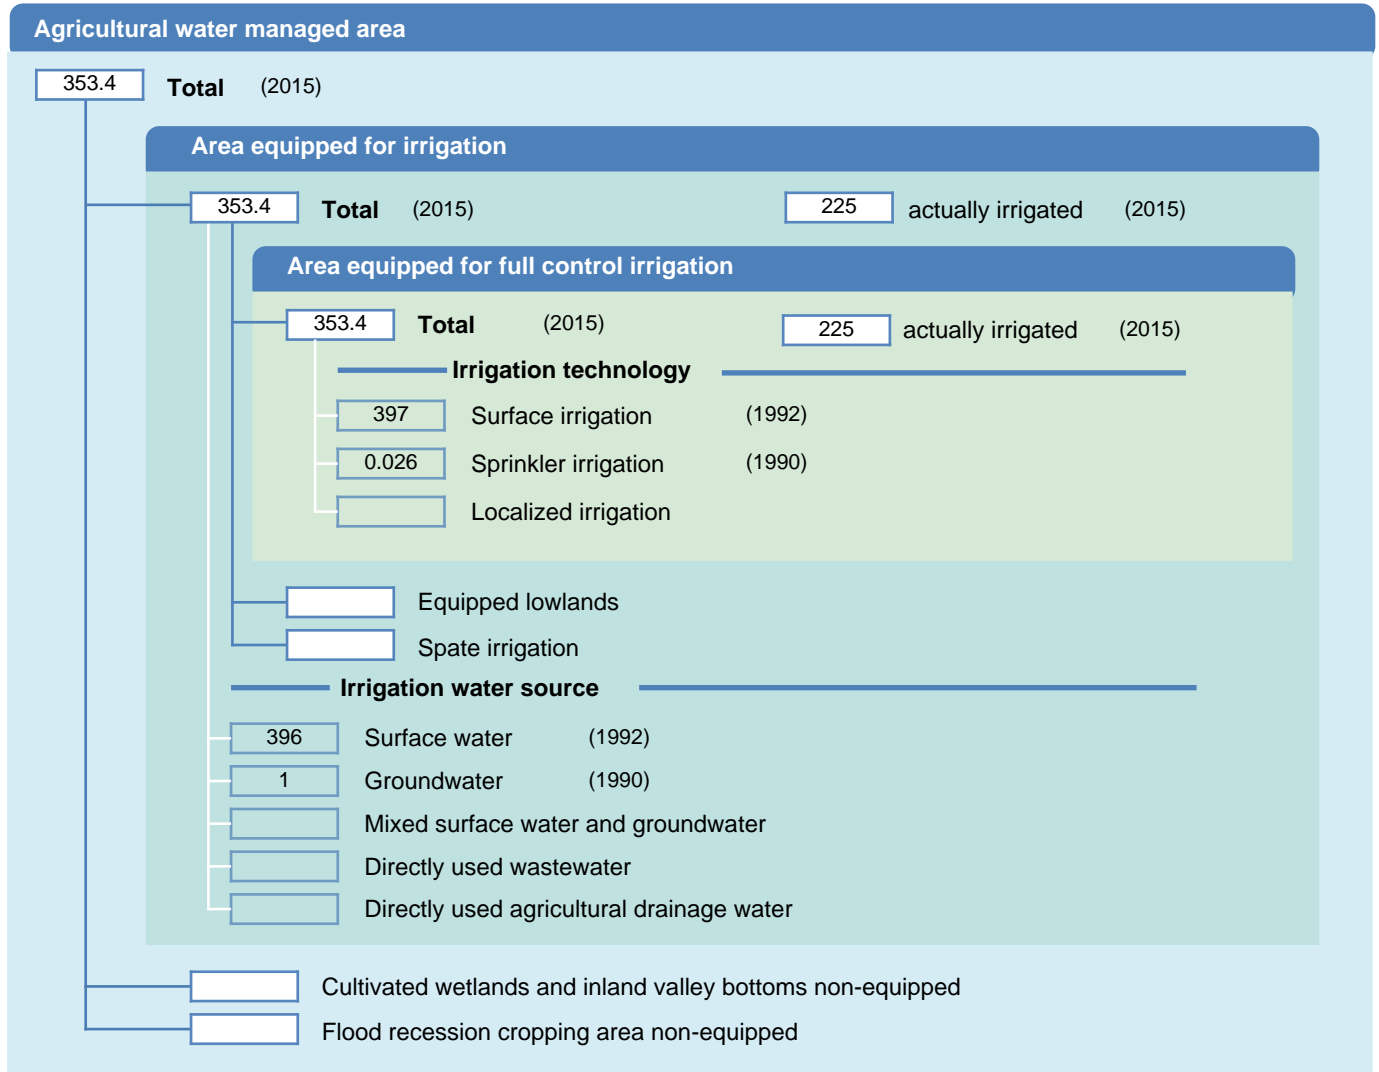 Agricultural water managed area
353.4 Total (2015)
Area equipped for irrigation
353.4 Total (2015) 225 actually irrigated (2015)
Area equipped for full control irrigation
353.4 Total (2015) 225 actually irrigated (2015)
Irrigation technology
397 Surface irrigation (1992)
0.026 Sprinkler irrigation (1990)
Localized irrigation
Equipped lowlands
Spate irrigation
Irrigation water source
396 Surface water (1992)
1 Groundwater (1990)
Mixed surface water and groundwater
Directly used wastewater
Directly used agricultural drainage water
Cultivated wetlands and inland valley bottoms non-equipped
Flood recession cropping area non-equipped